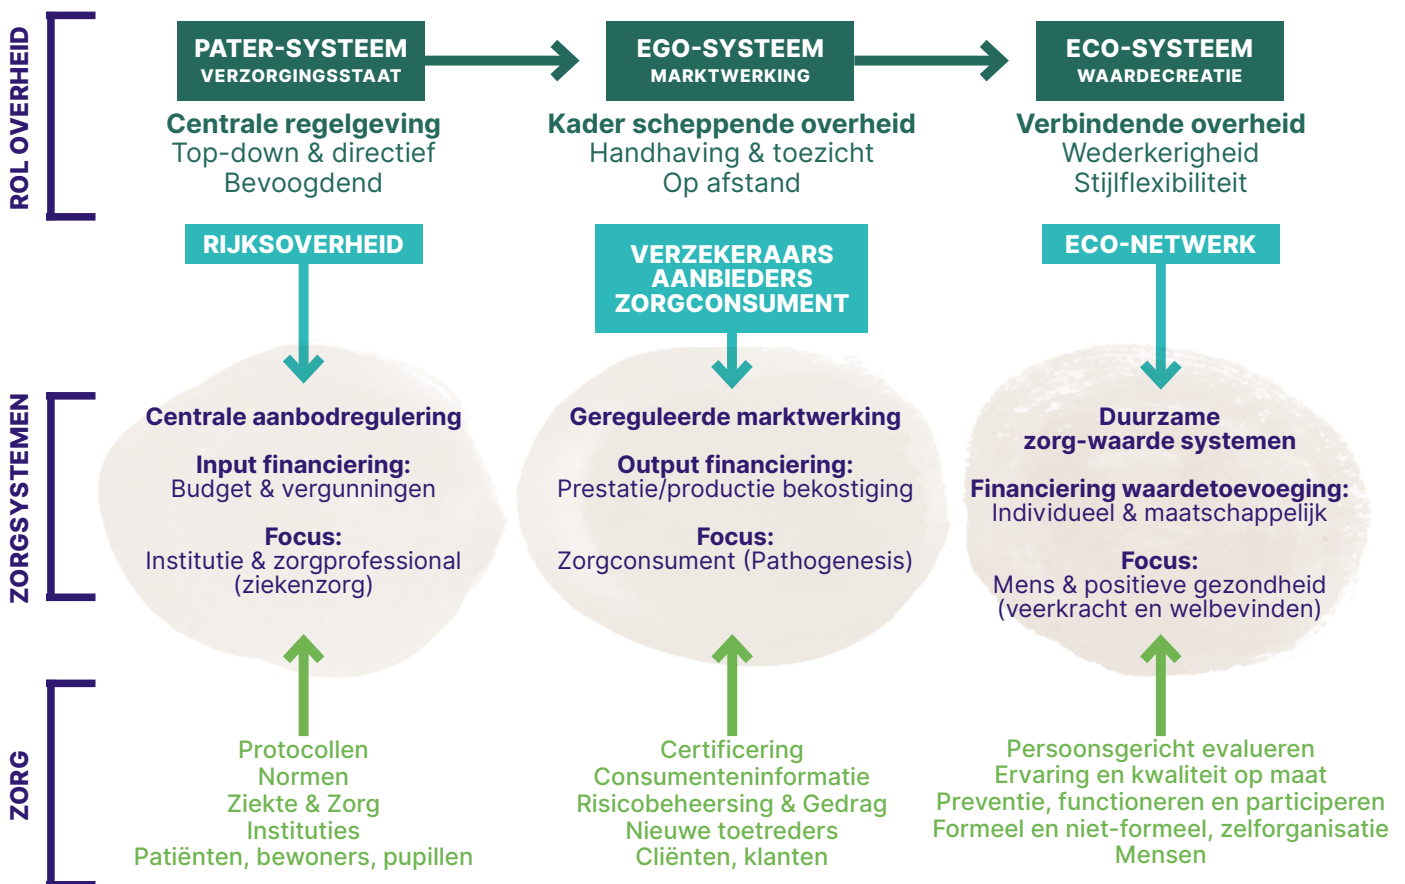 ROL OVERHEID
PATER-SYSTEEM
VERZORGINGSSTAAT
Centrale regelgeving
Top-down & directief
Bevoogdend
EGO-SYSTEEM
MARKTWERKING
Kader scheppende overheid
Handhaving & toezicht
Op afstand
ECO-SYSTEEM
WAARDECREATIE
Verbindende overheid
Wederkerigheid
Stijlflexibiliteit
RIJKSOVERHEID
VERZEKERAARS
AANBIEDERS
ZORGCONSUMENT
ECO-NETWERK
ZORGSYSTEMEN
Centrale aanbodregulering
Input financiering:
Budget & vergunningen
Focus:
Institutie & zorgprofessional
(ziekenzorg)
Gereguleerde marktwerking
Output financiering:
Prestatie/productie bekostiging
Focus:
Zorgconsument (Pathogenesis)
Duurzame
zorg-waarde systemen
Financiering waardetoevoeging:
Individueel & maatschappelijk
Focus:
Mens & positieve gezondheid
(veerkracht en welbevinden)
ZORG
Protocollen
Normen
Ziekte & Zorg
Instituties
Patiënten, bewoners, pupillen
Certificering
Consumenteninformatie
Risicobeheersing & Gedrag
Nieuwe toetreders
Cliënten, klanten
Persoonsgericht evalueren
Ervaring en kwaliteit op maat
Preventie, functioneren en participeren
Formeel en niet-formeel, zelforganisatie
Mensen